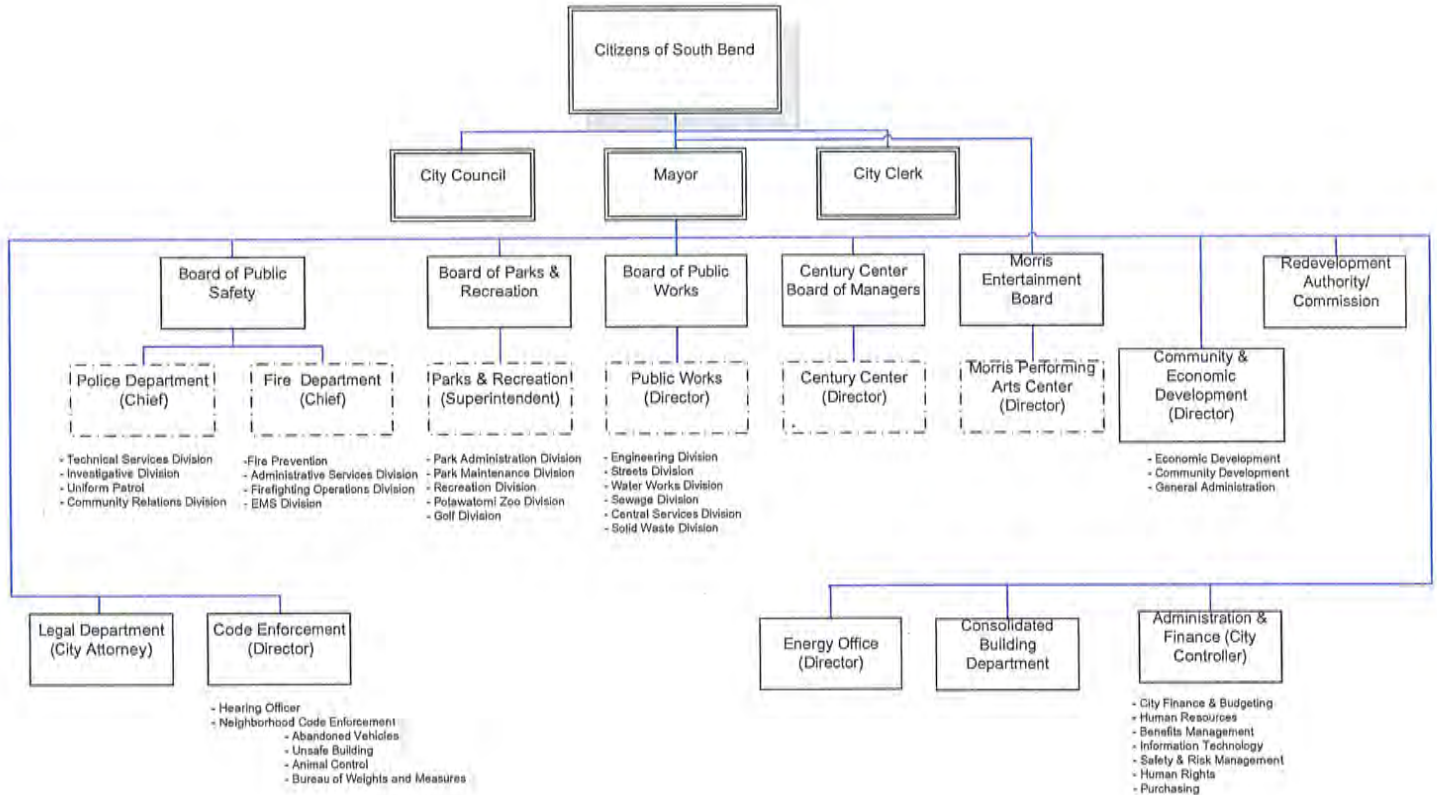 Citizens of South Bend
City Council
Mayor
City Clerk
Board of Public
Safety
Board of Parks &
Recreation
Board of Public
Works
Century Center
Board of Managers
Morris
Entertainment
Board
Redevelopment
Authority/
Commission
Police Department
(Chief)
Fire Department
(Chief)
Parks & Recreation
(Superintendent)
Public Works
(Director)
Century Center
(Director)
Morris Performing
Arts Center
(Director)
Community &
Economic
Development
(Director)
- Technical Services Division
- Investigative Division
- Uniform Patrol
- Community Relations Division
-Fire Prevention
- Administrative Services Division
- Firefighting Operations Division
- EMS Division
- Park Administration Division
- Park Maintenance Division
- Recreation Division
- Potawatomi Zoo Division
- Golf Division
- Engineering Division
- Streets Division
- Water Works Division
- Sewage Division
- Central Services Division
- Solid Waste Division
- Economic Development
- Community Development
- General Administration
Legal Department
(City Attorney)
Code Enforcement
(Director)
Energy Office
(Director)
Consolidated
Building
Department
Administration &
Finance (City
Controller)
- Hearing Officer
- Neighborhood Code Enforcement
- Abandoned Vehicles
- Unsafe Building
- Animal Control
- Bureau of Weights and Measures
- City Finance & Budgeting
- Human Resources
- Benefits Management
- Information Technology
- Safety & Risk Management
- Human Rights
- Purchasing